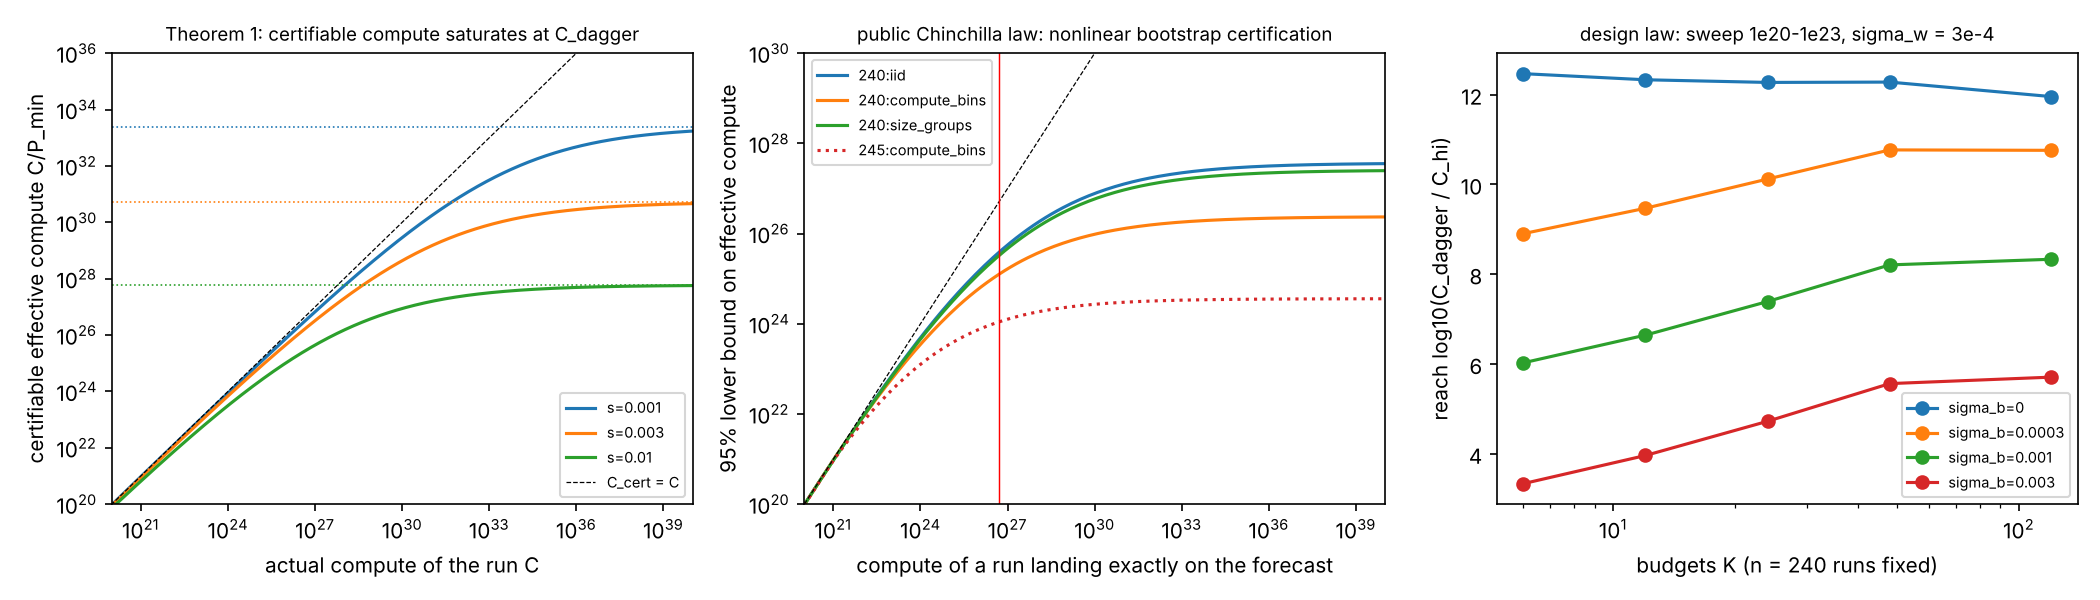 Theorem 1: certifiable compute saturates at C_dagger
certifiable effective compute C/P_min
10^36
10^34
10^32
10^30
10^28
10^26
10^24
10^22
10^20
s=0.001
s=0.003
s=0.01
C_cert = C
10^21
10^24
10^27
10^30
10^33
10^36
10^39
actual compute of the run C
public Chinchilla law: nonlinear bootstrap certification
95% lower bound on effective compute
10^30
10^28
10^26
10^24
10^22
10^20
240:iid
240:compute_bins
240:size_groups
245:compute_bins
10^21
10^24
10^27
10^30
10^33
10^36
10^39
compute of a run landing exactly on the forecast
design law: sweep 1e20-1e23, sigma_w = 3e-4
reach log10(C_dagger / C_hi)
12
10
8
6
4
sigma_b=0
sigma_b=0.0003
sigma_b=0.001
sigma_b=0.003
10^1
10^2
budgets K (n = 240 runs fixed)